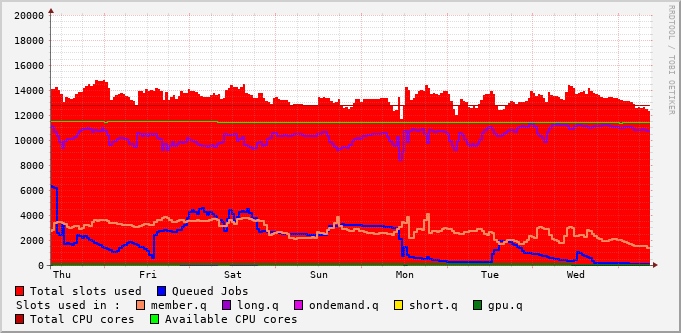 RRDTOOL / TOBI OETIKER
20000
18000
16000
14000
12000
10000
8000
6000
4000
2000
0
Thu Fri Sat Sun Mon Tue Wed
Total slots used Queued Jobs
Slots used in : member.q long.q ondemand.q short.q gpu.q
Total CPU cores Available CPU cores